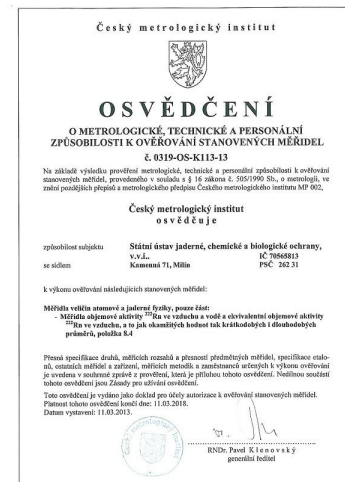 Český metrologický institut
OSVĚDČENÍ
O METROLOGICKÉ, TECHNICKÉ A PERSONÁLNÍ
ZPŮSOBILOSTI K OVĚŘOVÁNÍ STANOVENÝCH MĚŘIDEL
č. 0319-OS-K113-13
Na základě výsledku prověření metrologické, technické a personální způsobilosti k ověřování
stanovených měřidel, provedeného v souladu s § 16 zákona č. 505/1990 Sb., o metrologii, ve
znění pozdějších předpisů a metrologického předpisu Českého metrologického institutu MP 002,
Český metrologický institut
osvědčuje
způsobilost subjektu Státní ústav jaderné, chemické a biologické ochrany,
v.v.i., IČ 70565813
se sídlem Kamenná 71, Milín PSČ 262 31
k výkonu ověřování následujících stanovených měřidel:
Měřidla veličin atomové a jaderné fyziky, pouze část:
- Měřidla objemové aktivity ²²²Rn ve vzduchu a vodě a ekvivalentní objemové aktivity
²²²Rn ve vzduchu, a to jak okamžitých hodnot tak krátkodobých i dlouhodobých
průměrů, položka 8.4
Přesná specifikace druhů, měřicích rozsahů a přesností předmětných měřidel, specifikace etalo-
nů, ostatních měřidel a zařízení, měřicích metodik a zaměstnanců určených k výkonu ověřování
je uvedena v souhrnné zprávě z prověření, která je přílohou tohoto osvědčení. Nedílnou součástí
tohoto osvědčení jsou Zásady pro užívání osvědčení.
Toto osvědčení je vydáno jako doklad pro účely autorizace k ověřování stanovených měřidel.
Platnost tohoto osvědčení končí dne: 11.03.2018.
Datum vystavení: 11.03.2013.
RNDr. Pavel Klenovský
generální ředitel